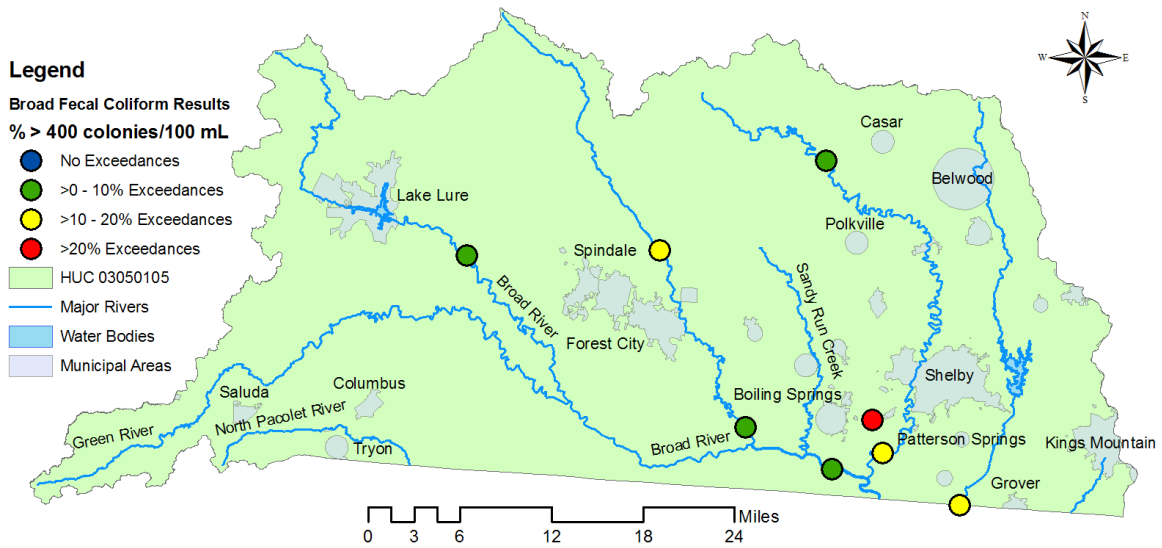 Legend
Broad Fecal Coliform Results
% > 400 colonies/100 mL
No Exceedances
>0 - 10% Exceedances
>10 - 20% Exceedances
>20% Exceedances
HUC 03050105
Major Rivers
Water Bodies
Municipal Areas
N
W
E
S
Casar
Belwood
Lake Lure
Polkville
Spindale
Broad River
Sandy Run Creek
Forest City
Shelby
Saluda
Columbus
Boiling Springs
North Pacolet River
Green River
Tryon
Broad River
Patterson Springs
Kings Mountain
Grover
Miles
0 3 6 12 18 24